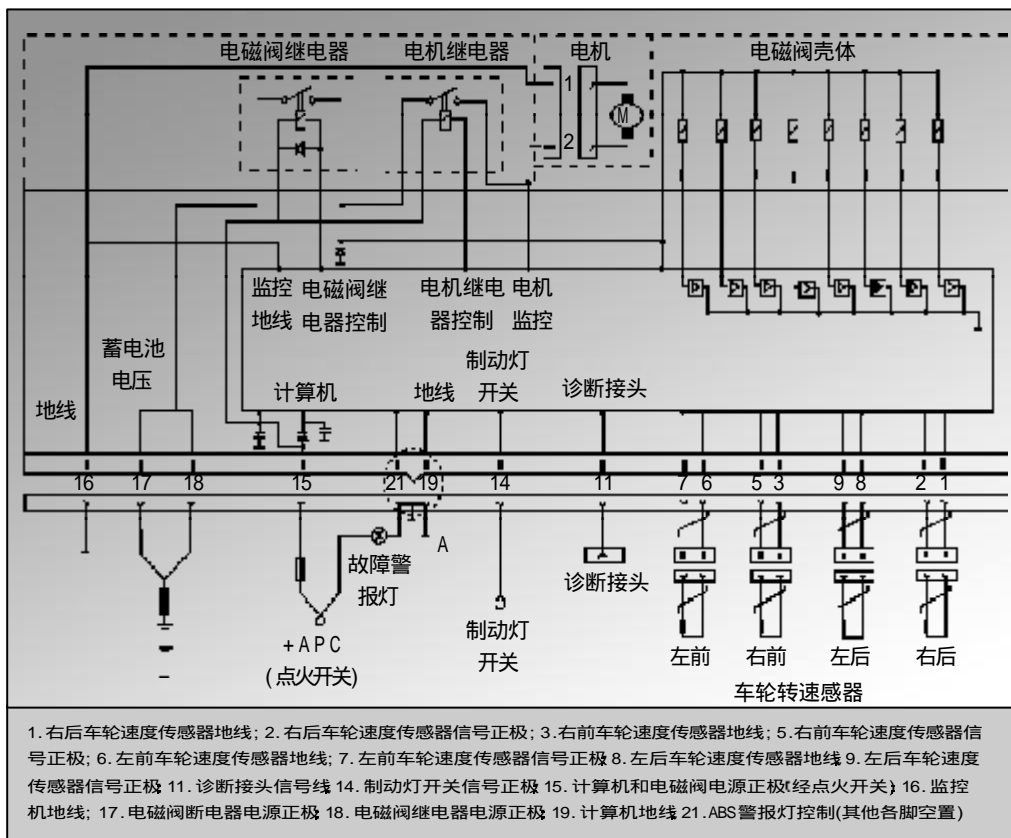 电磁阀继电器 电机继电器 电机 电磁阀壳体
1
M
2
监控地线 电磁阀继电器控制 电机继电器控制 电机监控
蓄电池电压
制动灯开关
地线
计算机 地线 诊断接头
16 17 18 15 21 19 14 11 7 6 5 3 9 8 2 1
A
故障警报灯
诊断接头
+APC
(点火开关)
制动灯开关
左前 右前 左后 右后
车轮转速感器
1.右后车轮速度传感器地线; 2.右后车轮速度传感器信号正极; 3.右前车轮速度传感器地线; 5.右前车轮速度传感器信
号正极; 6.左前车轮速度传感器地线; 7.左前车轮速度传感器信号正极 8.左后车轮速度传感器地线 9.左后车轮速度
传感器信号正极 11.诊断接头信号线 14.制动灯开关信号正极 15.计算机和电磁阀电源正极(经点火开关) 16.监控
机地线; 17.电磁阀断电器电源正极 18.电磁阀继电器电源正极 19.计算机地线 21.ABS警报灯控制(其他各脚空置)